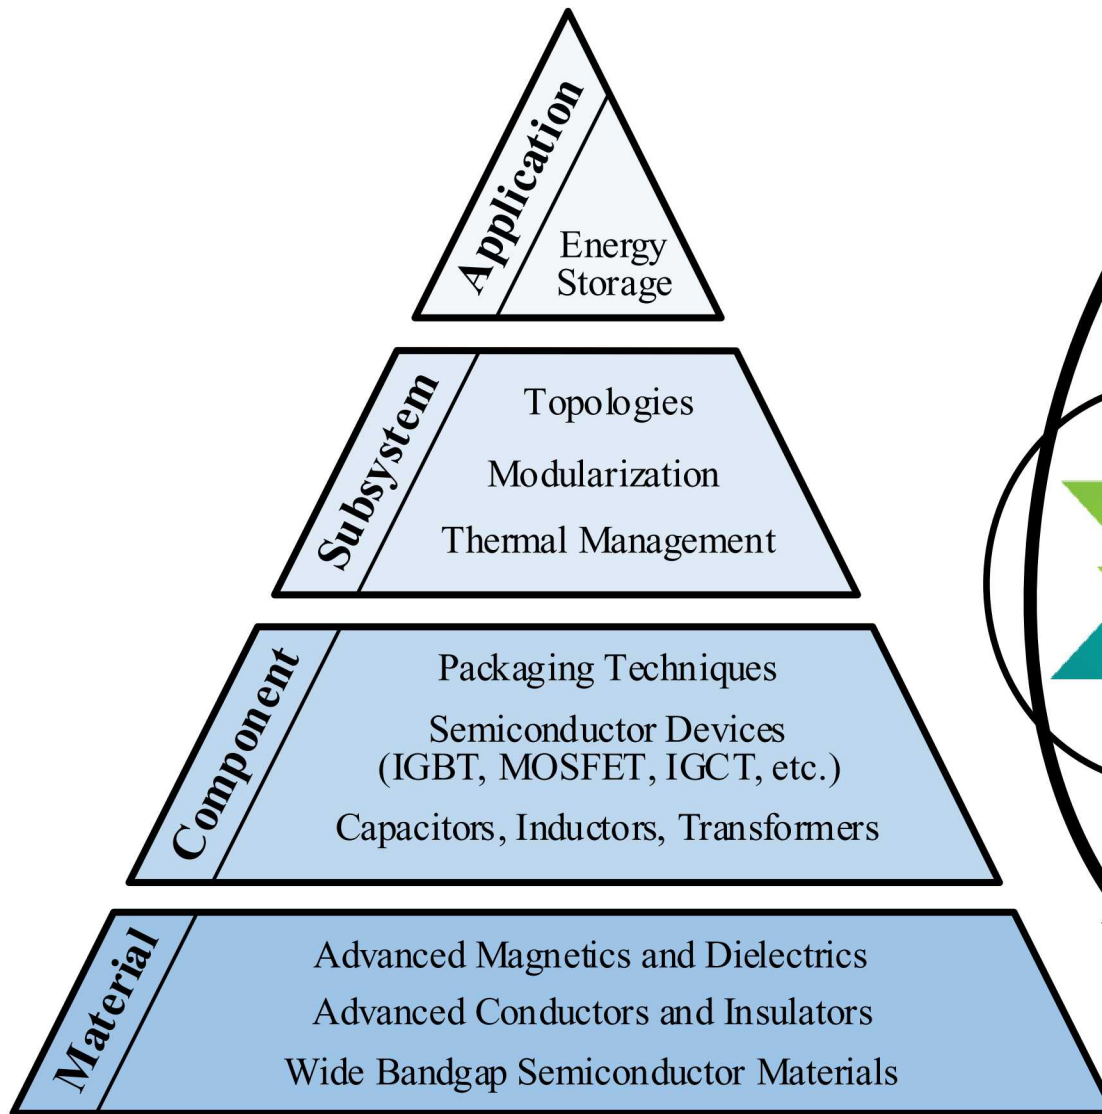 Application
Energy
Storage
Subsystem
Topologies
Modularization
Thermal Management
Component
Packaging Techniques
Semiconductor Devices
(IGBT, MOSFET, IGCT, etc.)
Capacitors, Inductors, Transformers
Material
Advanced Magnetics and Dielectrics
Advanced Conductors and Insulators
Wide Bandgap Semiconductor Materials